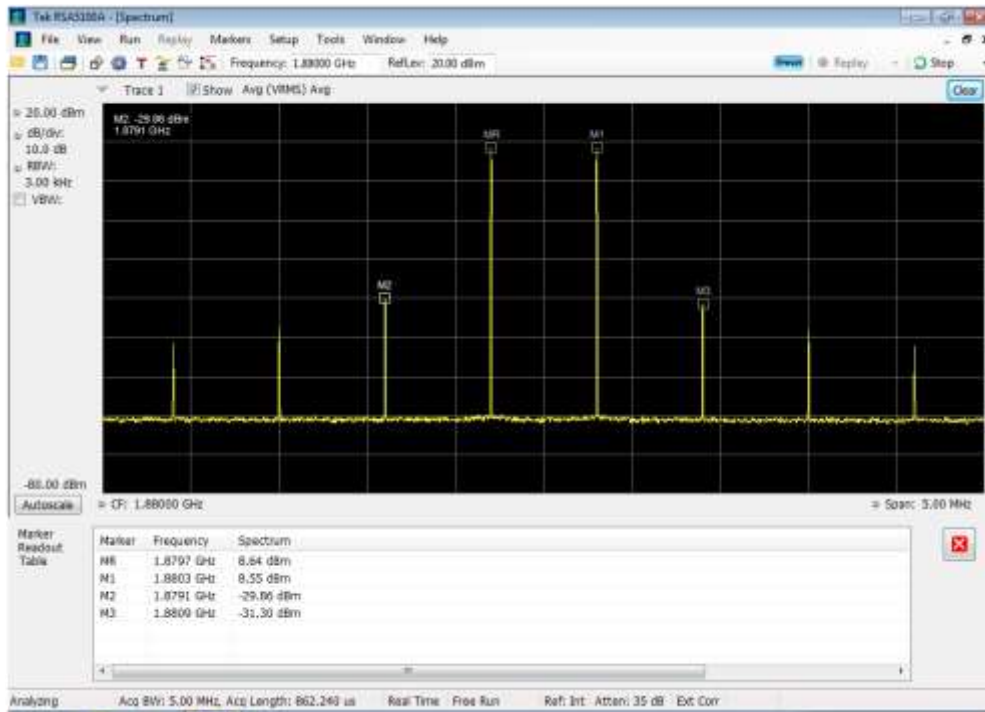 Tek RSA5100A - [Spectrum]
File View Run Replay Markers Setup Tools Window Help
Frequency: 1.88000 GHz RefLev: 20.00 dBm Preset Replay Stop
Trace 1 Show Avg (VRMS) Avg Clear
20.00 dBm
dB/div:
10.0 dB
RBW:
3.00 kHz
VBW:
-80.00 dBm
M2: -29.86 dBm
1.8791 GHz
MR
M1
M2
M3
Autoscale CF: 1.88000 GHz Span: 5.00 MHz
Marker
Readout
Table
Marker Frequency Spectrum
MR 1.8797 GHz 8.64 dBm
M1 1.8803 GHz 8.55 dBm
M2 1.8791 GHz -29.86 dBm
M3 1.8809 GHz -31.30 dBm
Analyzing Acq BW: 5.00 MHz, Acq Length: 862.240 us Real Time Free Run Ref: Int Atten: 35 dB Ext Corr